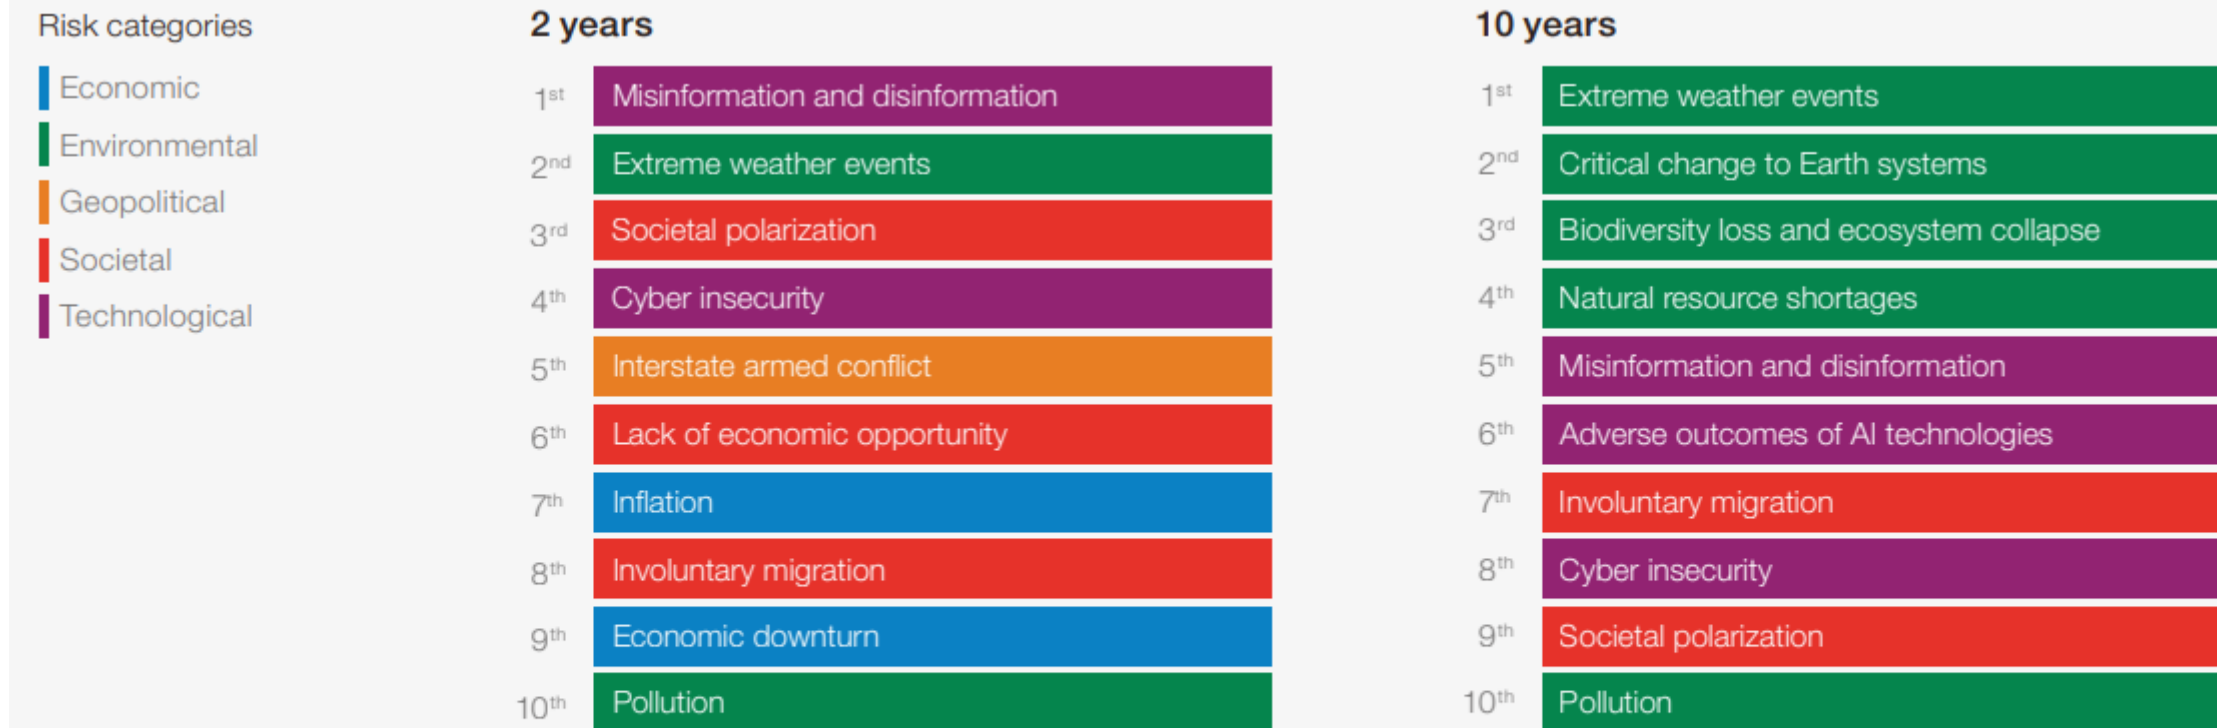 Risk categories
Economic
Environmental
Geopolitical
Societal
Technological
2 years
1st Misinformation and disinformation
2nd Extreme weather events
3rd Societal polarization
4th Cyber insecurity
5th Interstate armed conflict
6th Lack of economic opportunity
7th Inflation
8th Involuntary migration
9th Economic downturn
10th Pollution
10 years
1st Extreme weather events
2nd Critical change to Earth systems
3rd Biodiversity loss and ecosystem collapse
4th Natural resource shortages
5th Misinformation and disinformation
6th Adverse outcomes of AI technologies
7th Involuntary migration
8th Cyber insecurity
9th Societal polarization
10th Pollution